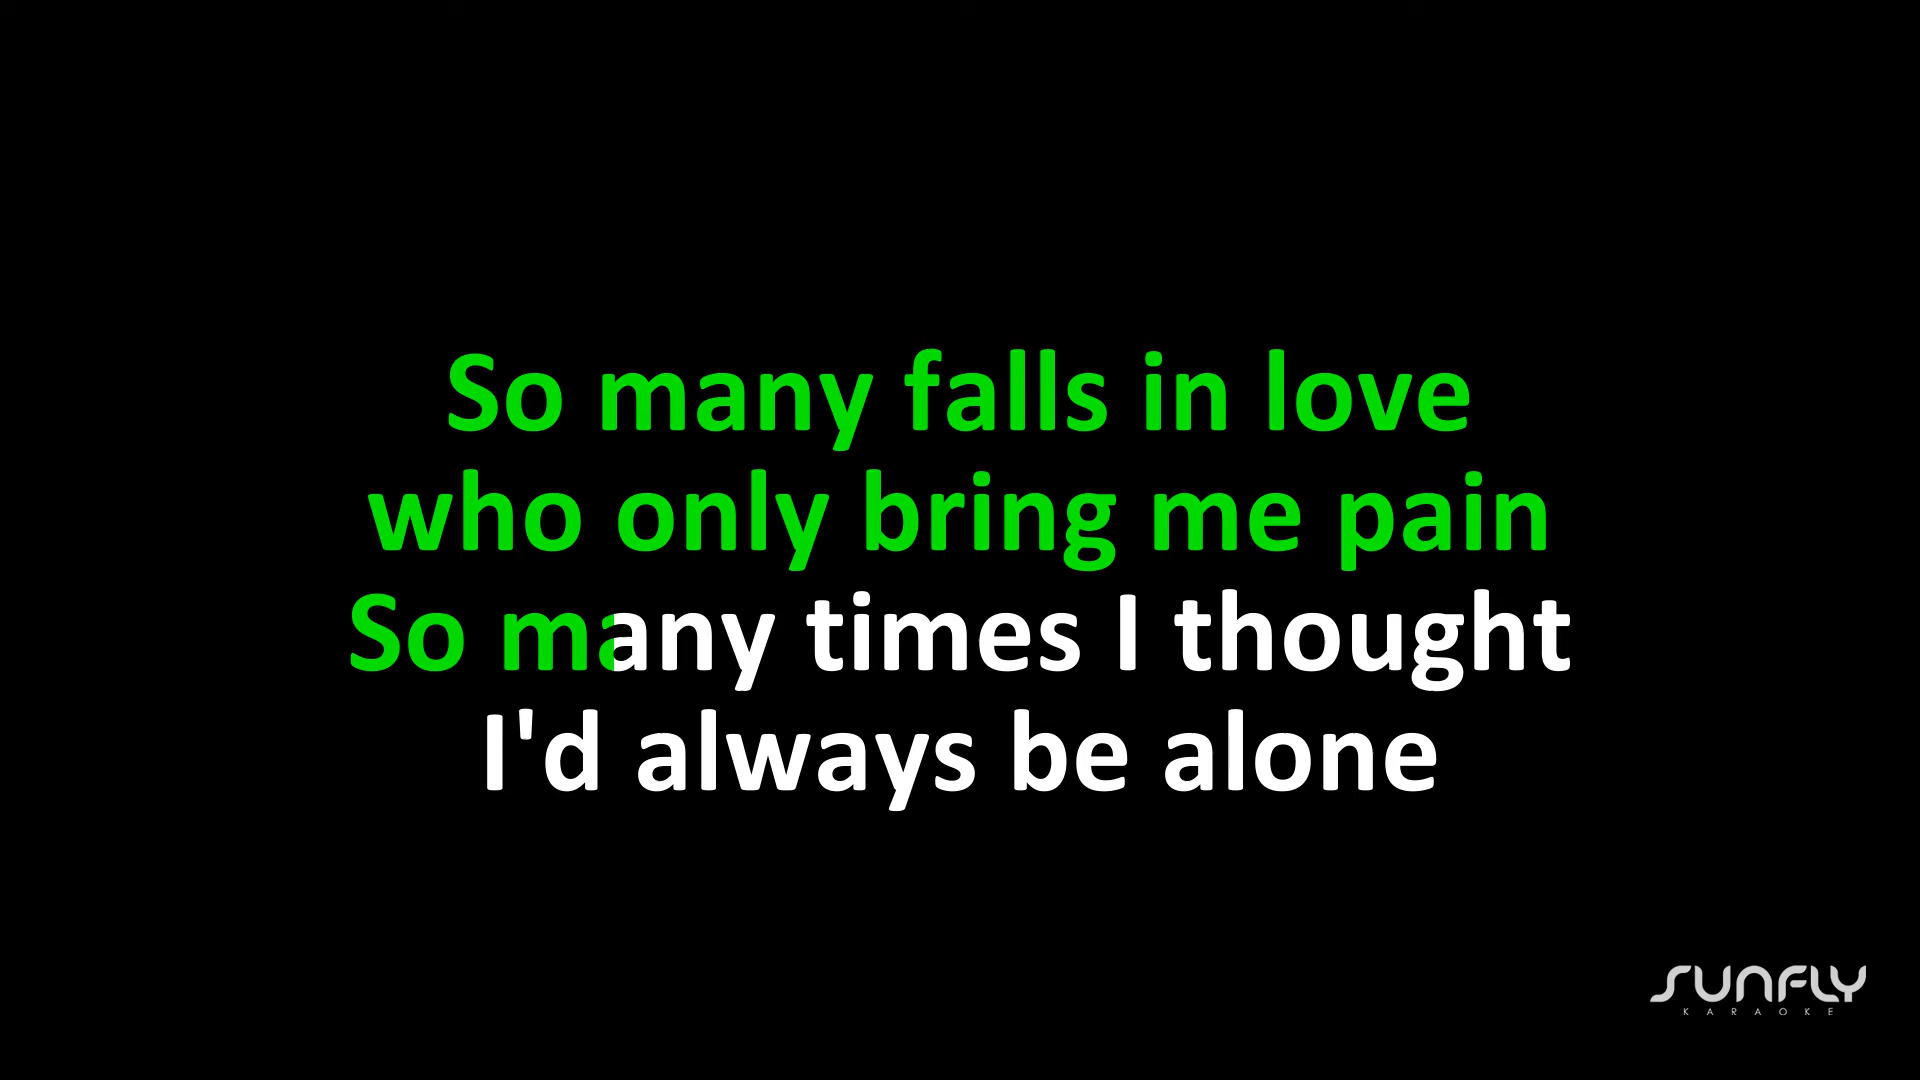 So many falls in love
who only bring me pain
So many times I thought
I'd always be alone
SUNFLY
KARAOKE